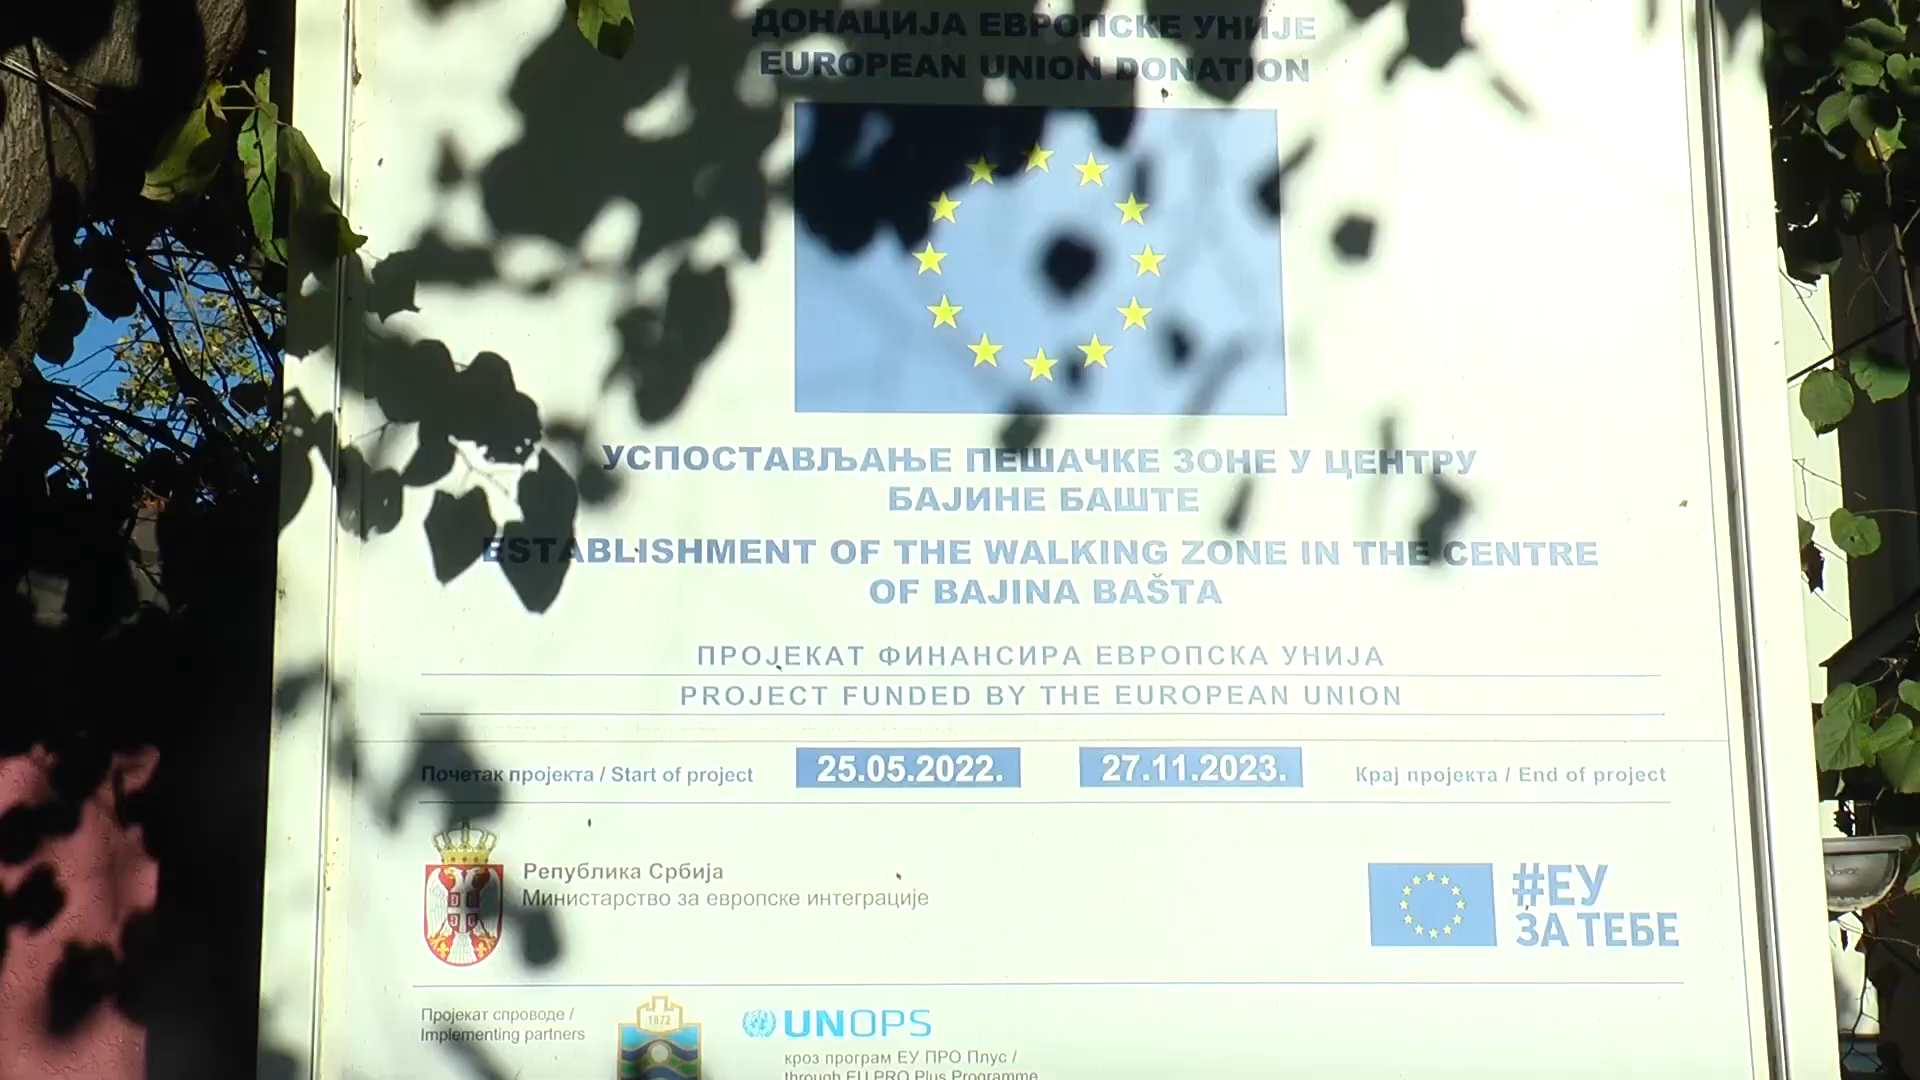 ДОНАЦИЈА ЕВРОПСКЕ УНИЈЕ
EUROPEAN UNION DONATION
УСПОСТАВЉАЊЕ ПЕШАЧКЕ ЗОНЕ У ЦЕНТРУ
БАЈИНЕ БАШТЕ
ESTABLISHMENT OF THE WALKING ZONE IN THE CENTRE
OF BAJINA BAŠTA
ПРОЈЕКАТ ФИНАНСИРА ЕВРОПСКА УНИЈА
PROJECT FUNDED BY THE EUROPEAN UNION
Почетак пројекта / Start of project 25.05.2022. 27.11.2023. Крај пројекта / End of project
Република Србија
Министарство за европске интеграције
#ЕУ
ЗА ТЕБЕ
Пројекат спроводе /
Implementing partners
1872
UNOPS
кроз програм ЕУ ПРО Плус /
through EU PRO Plus Programme